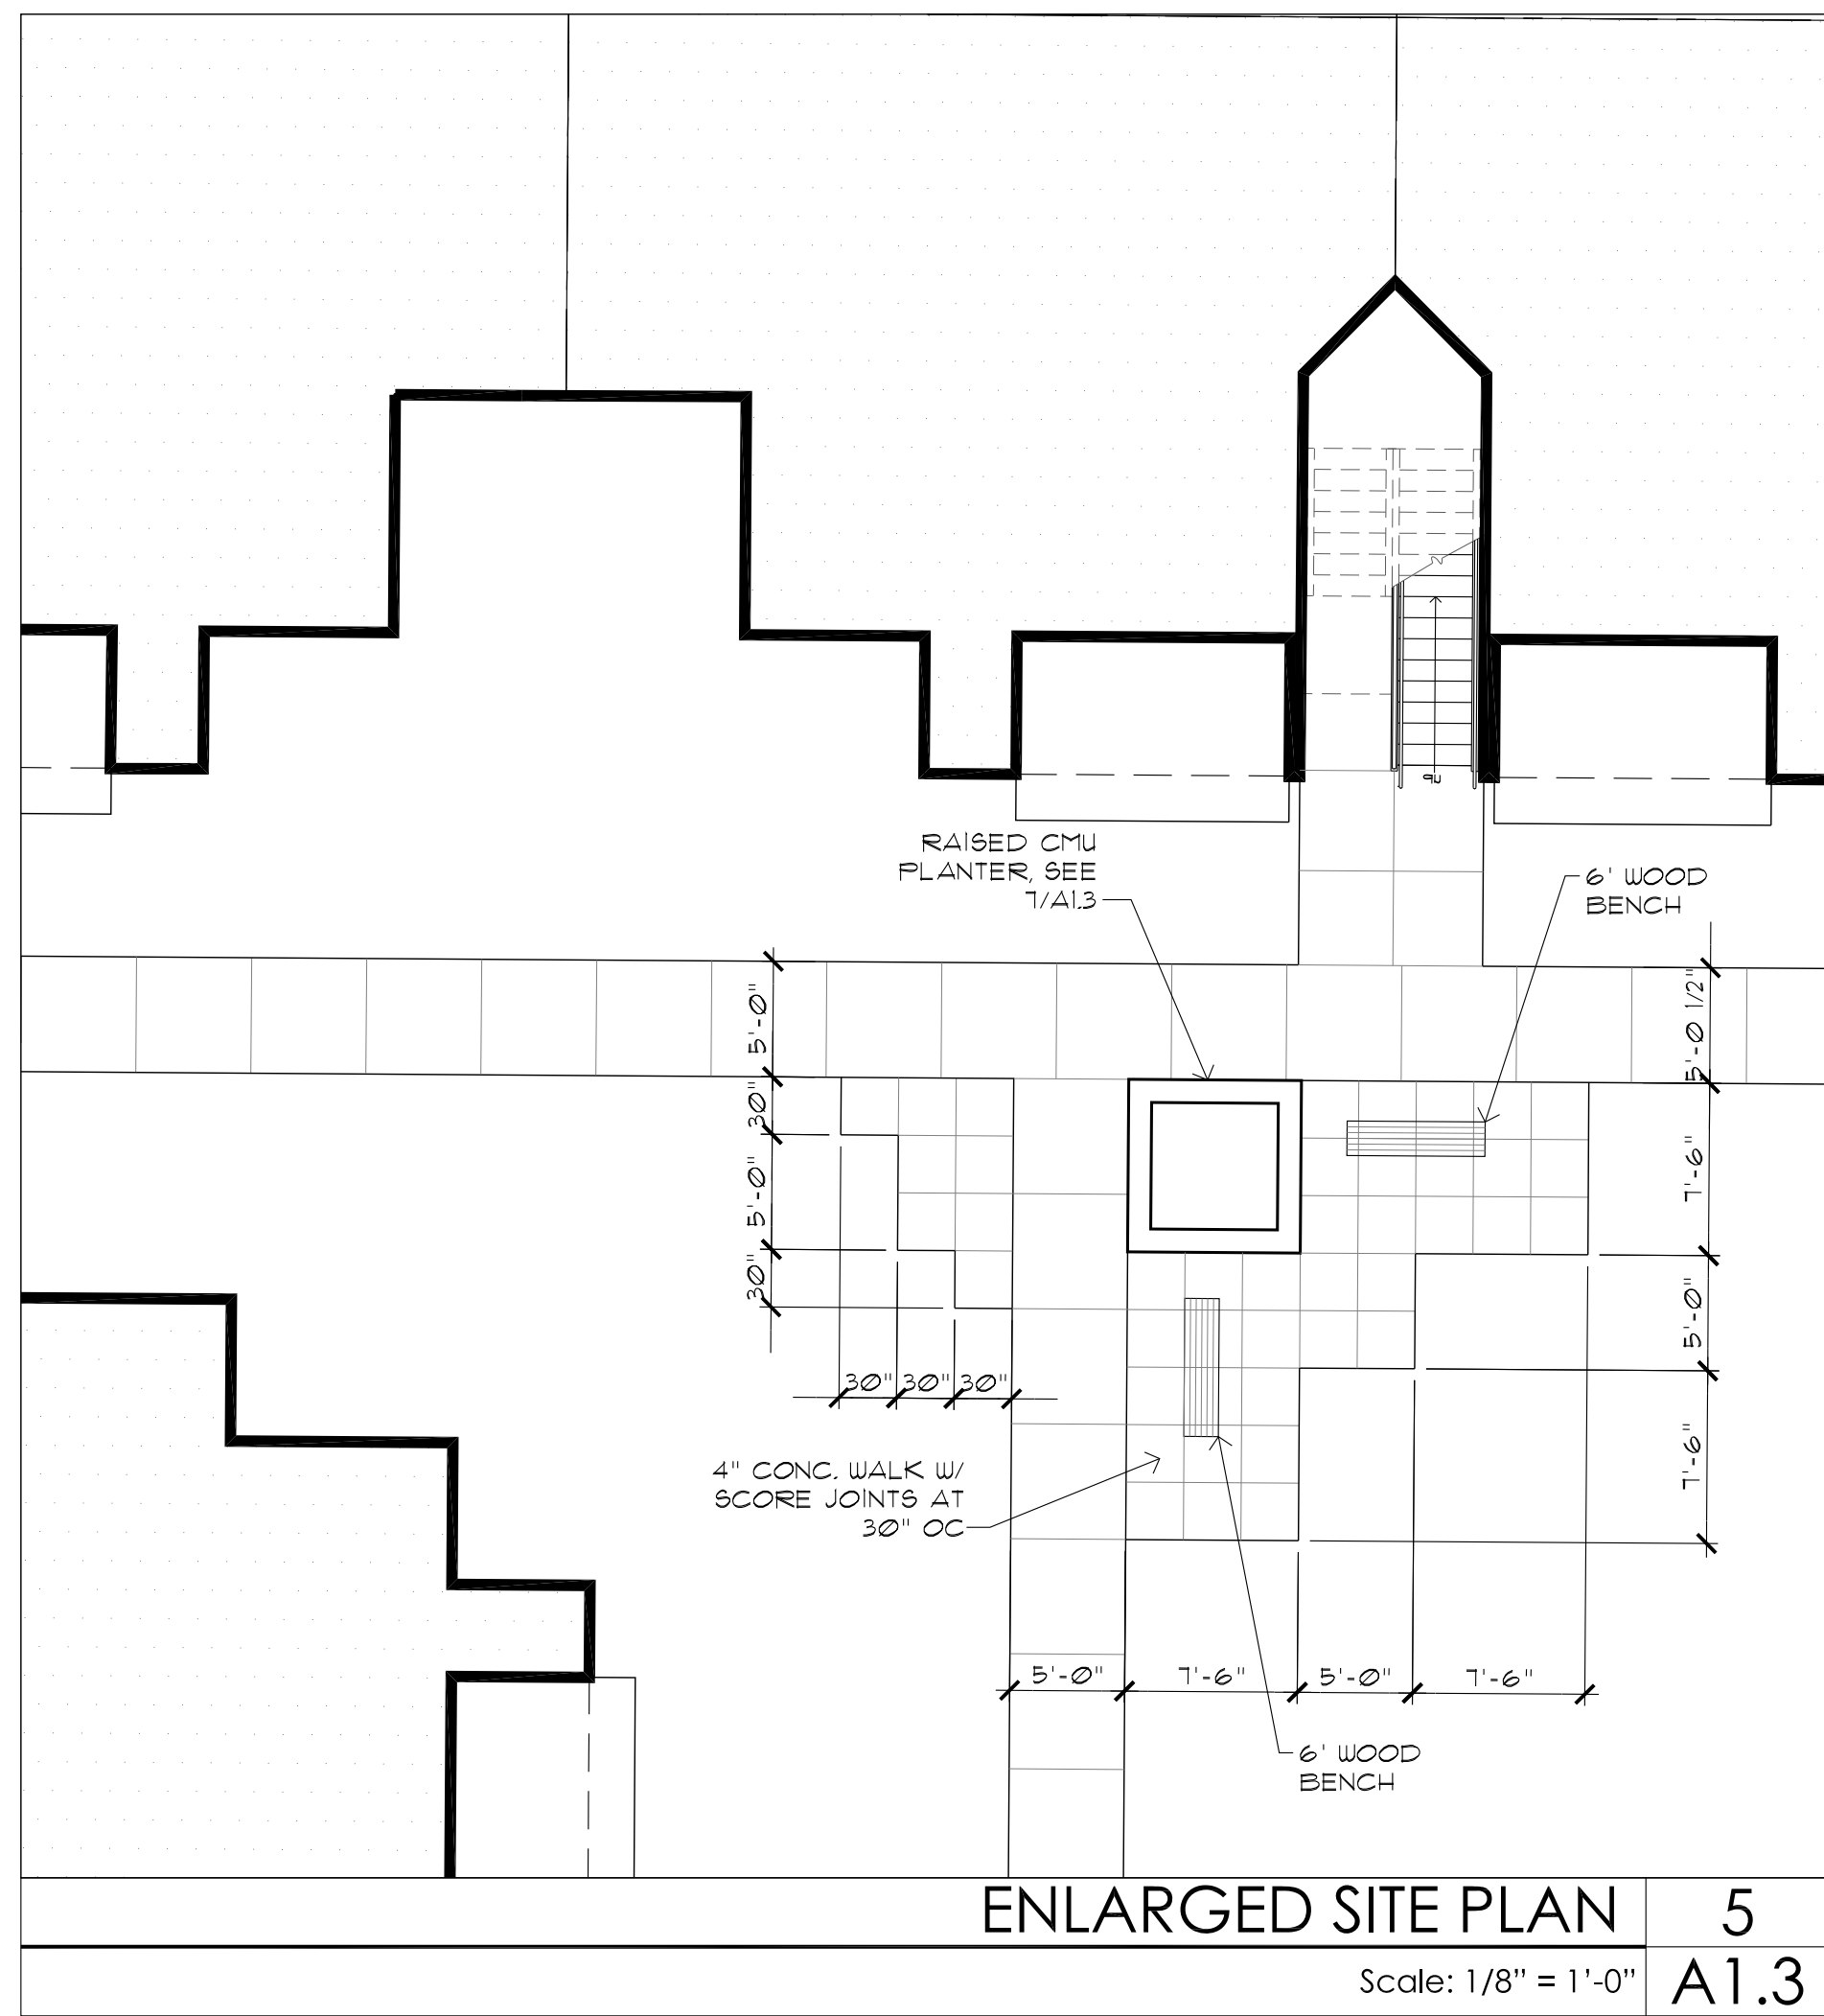 UP
RAISED CMU
PLANTER, SEE
7/A1.3
6' WOOD
BENCH
5'-0"
30"
5'-0"
30"
5'-0 1/2"
7'-6"
5'-0"
7'-6"
30" 30" 30"
4" CONC. WALK W/
SCORE JOINTS AT
30" OC
5'-0" 7'-6" 5'-0" 7'-6"
6' WOOD
BENCH
ENLARGED SITE PLAN
5
Scale: 1/8” = 1’-0”
A1.3